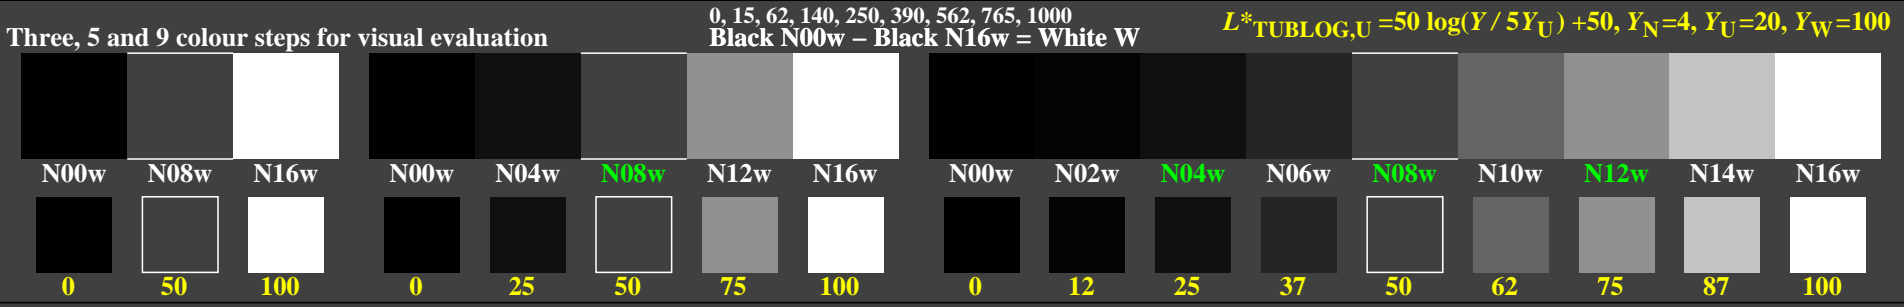 0, 15, 62, 140, 250, 390, 562, 765, 1000
Three, 5 and 9 colour steps for visual evaluation
Black N00w – Black N16w = White W
L*TUBLOG,U =50 log(Y / 5YU) +50, YN=4, YU=20, YW=100
N00w N08w N16w N00w N04w N08w N12w N16w N00w N02w N04w N06w N08w N10w N12w N14w N16w
0 50 100 0 25 50 75 100 0 12 25 37 50 62 75 87 100